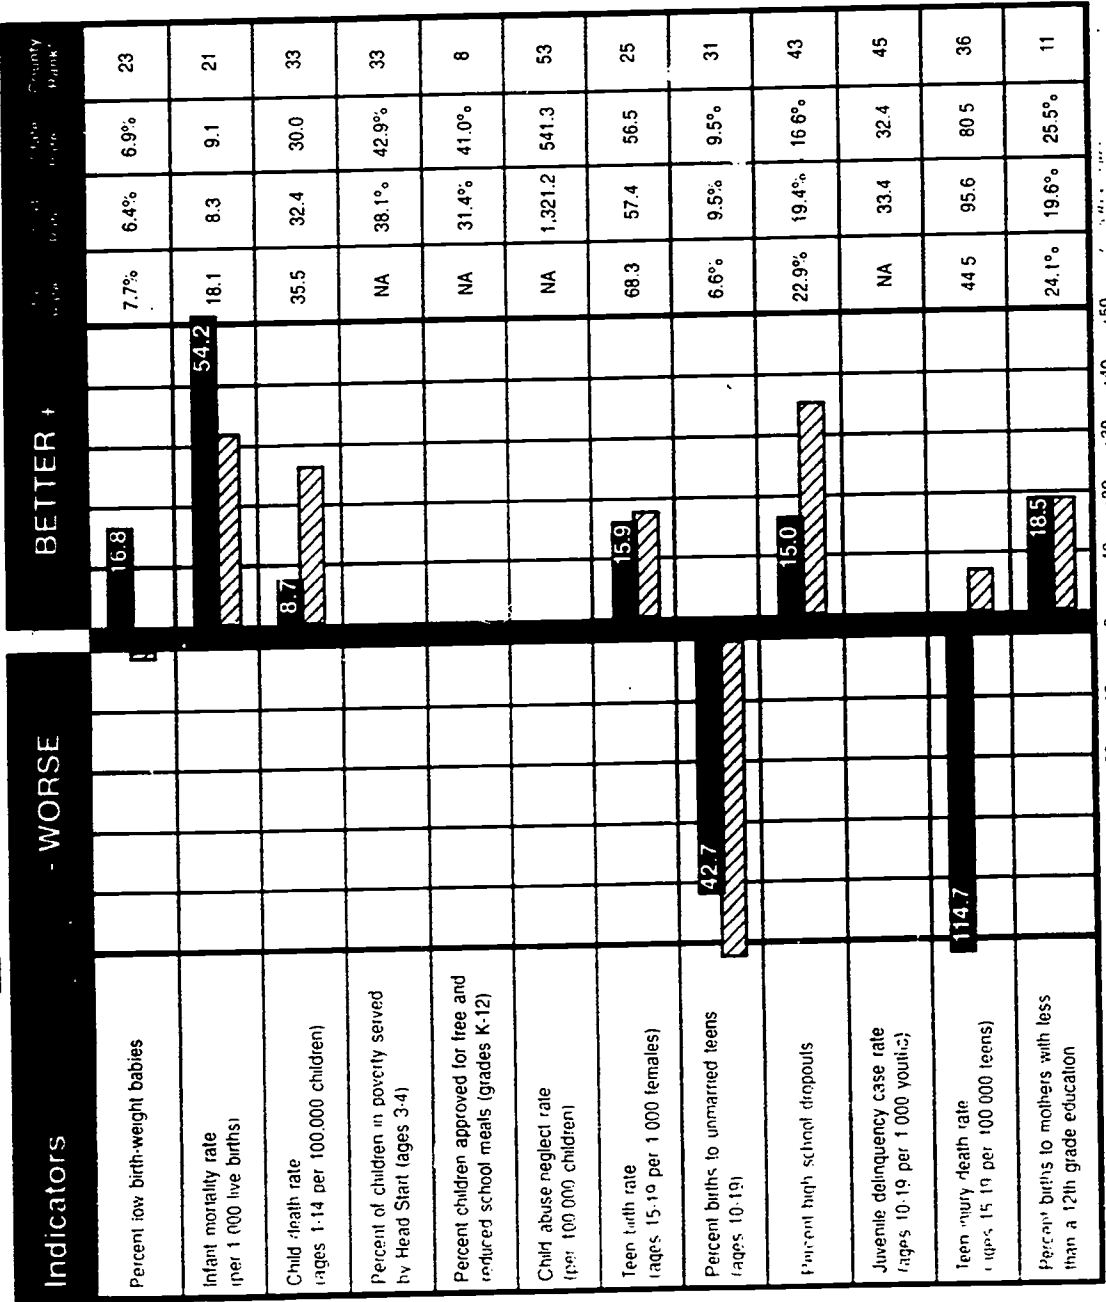 Indicators - WORSE BETTER + County Rank
Percent low birth-weight babies 16.8 7.7% 6.4% 6.9% 23
Infant mortality rate
(per 1 000 live births) 54.2 18.1 8.3 9.1 21
Child death rate
(ages 1-14 per 100,000 children) 8.7 35.5 32.4 30.0 33
Percent of children in poverty served
by Head Start (ages 3-4) NA 38.1% 42.9% 33
Percent children approved for free and
reduced school meals (grades K-12) NA 31.4% 41.0% 8
Child abuse neglect rate
(per 100 000 children) NA 1,321.2 541.3 53
Teen birth rate
(ages 15-19 per 1 000 females) 15.9 68.3 57.4 56.5 25
Percent births to unmarried teens
(ages 10-19) 42.7 6.6% 9.5% 9.5% 31
Percent high school dropouts 15.0 22.9% 19.4% 16 6% 43
Juvenile delinquency case rate
(ages 10-19 per 1 000 youth) NA 33.4 32.4 45
Teen injury death rate
(ages 15 19 per 100 000 teens) 114.7 44 5 95.6 80 5 36
Percent births to mothers with less
than a 12th grade education 18.5 24.1% 19.6% 25.5% 11